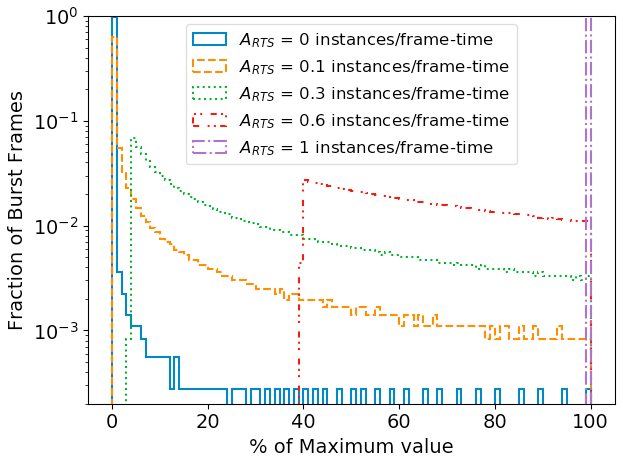 10⁰
10⁻¹
10⁻²
10⁻³
Fraction of Burst Frames
A_RTS = 0 instances/frame-time
A_RTS = 0.1 instances/frame-time
A_RTS = 0.3 instances/frame-time
A_RTS = 0.6 instances/frame-time
A_RTS = 1 instances/frame-time
0 20 40 60 80 100
% of Maximum value